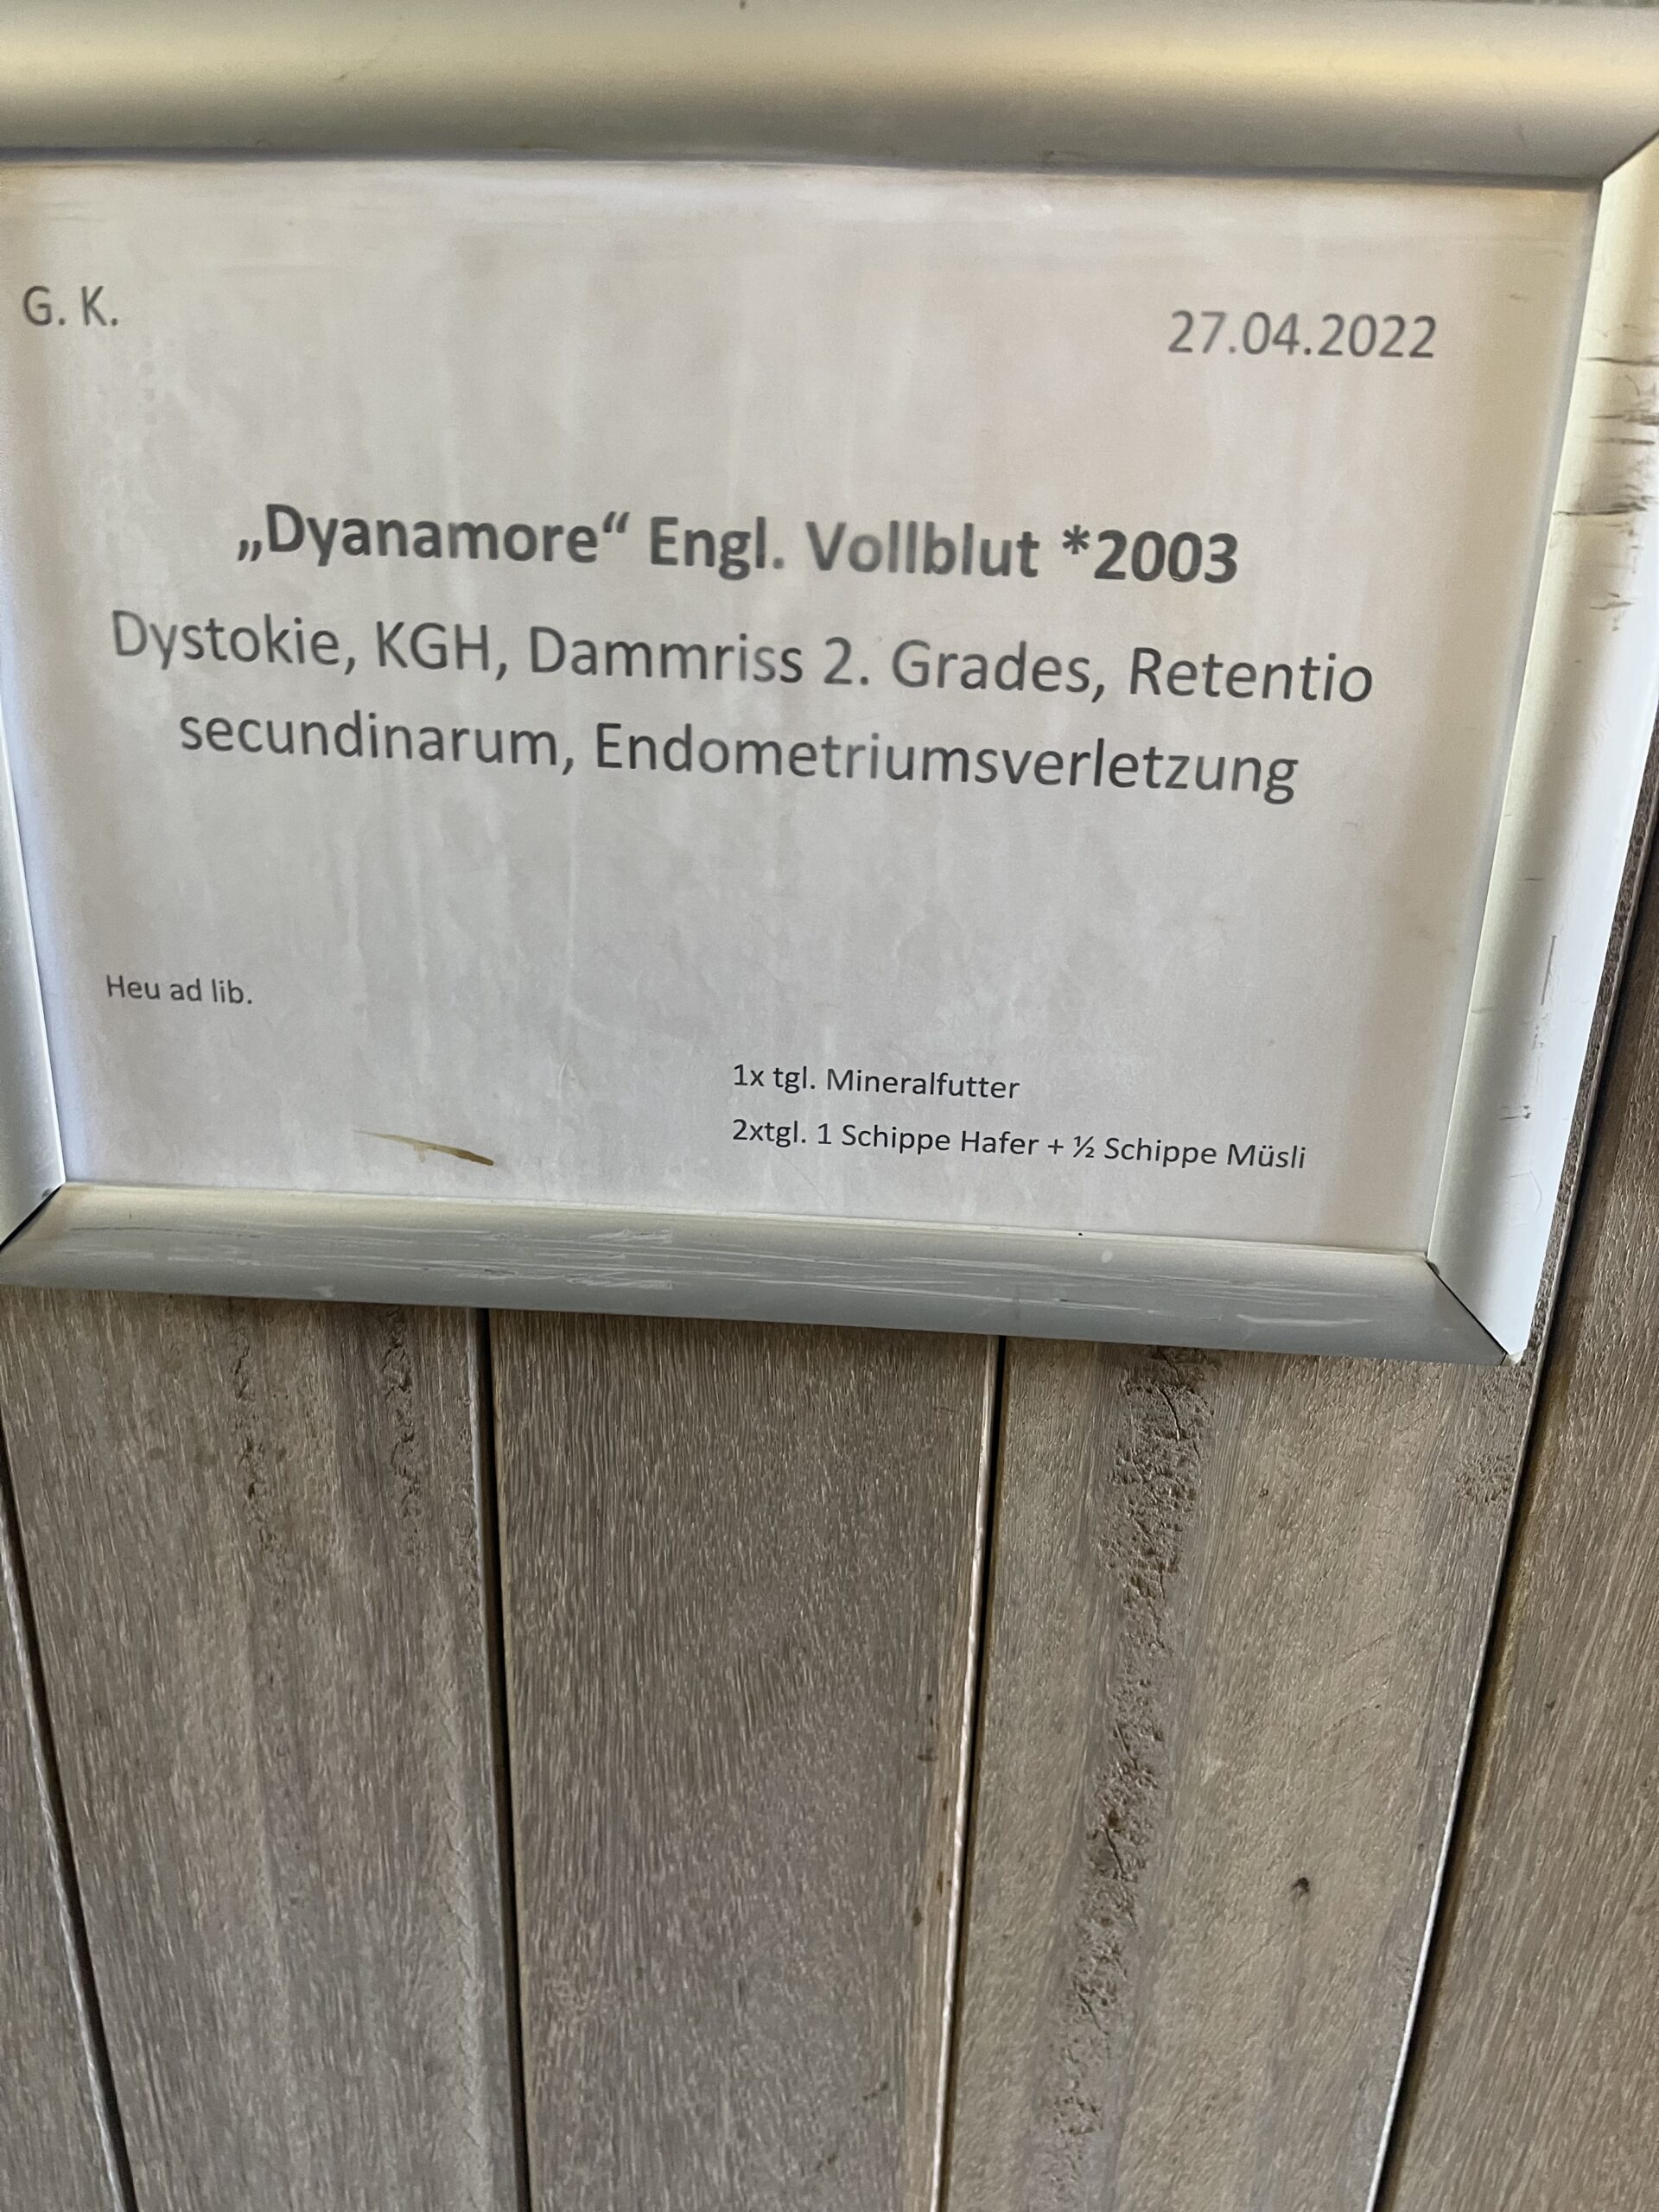 G. K.
27.04.2022
„Dyanamore“ Engl. Vollblut *2003
Dystokie, KGH, Dammriss 2. Grades, Retentio
secundinarum, Endometriumsverletzung
Heu ad lib.
1x tgl. Mineralfutter
2xtgl. 1 Schippe Hafer + ½ Schippe Müsli